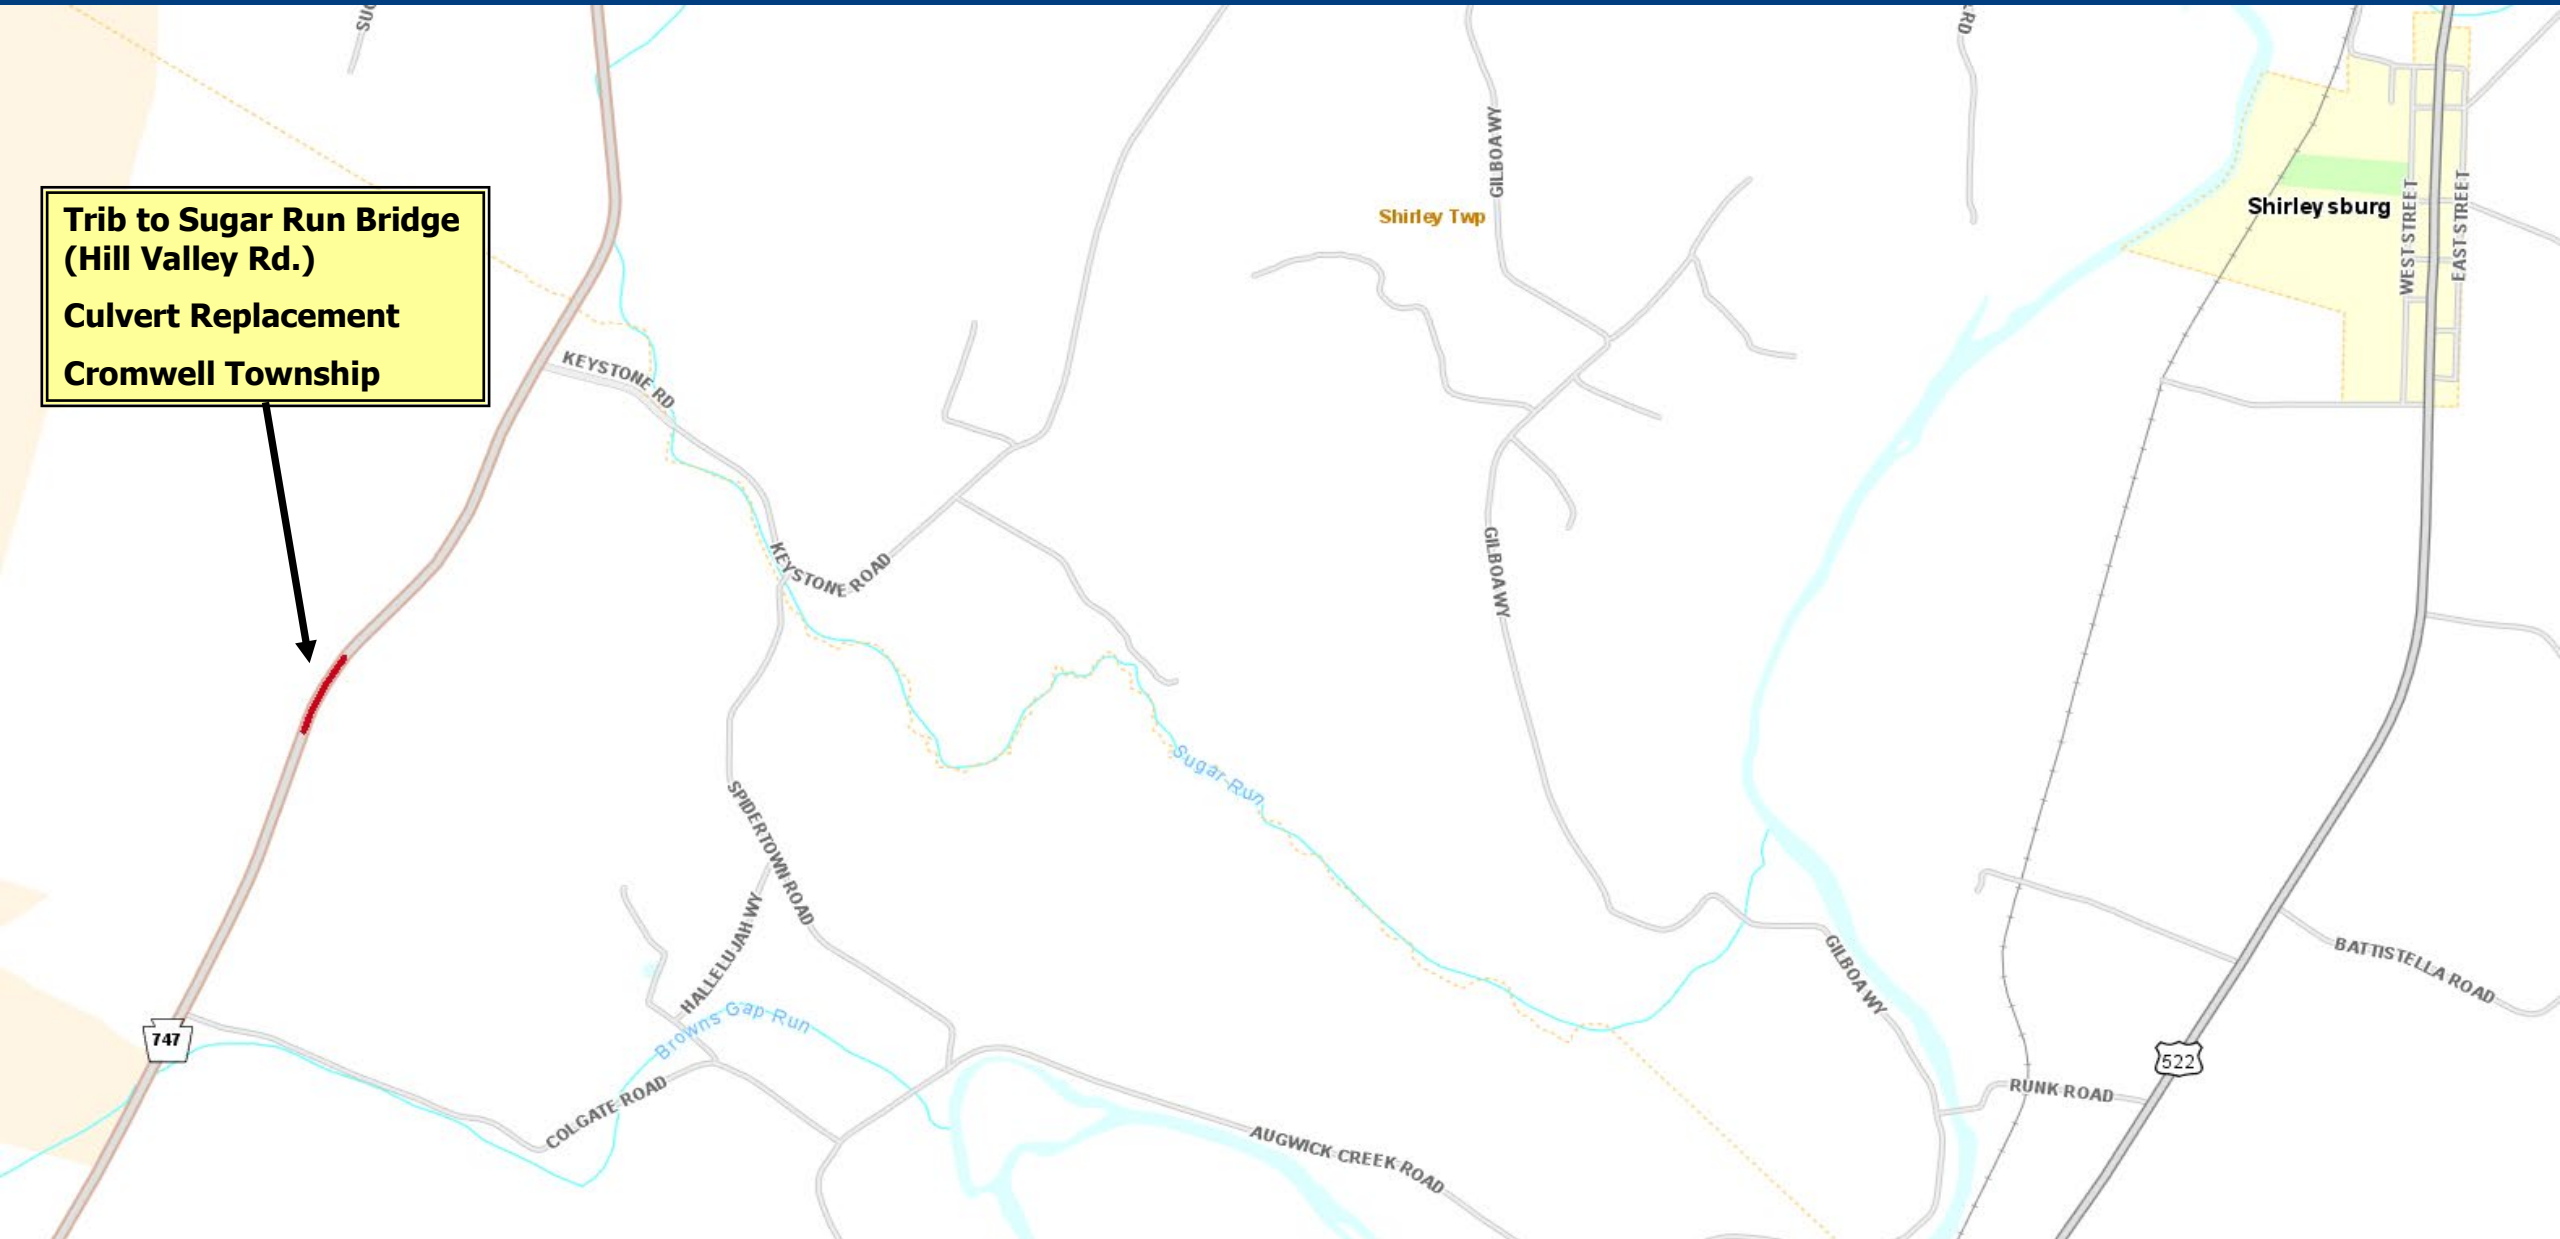 SUG
RD
GILBOA WY
Trib to Sugar Run Bridge
(Hill Valley Rd.)
Culvert Replacement
Cromwell Township
Shirley Twp
Shirleysburg
WEST STREET
EAST STREET
KEYSTONE RD
KEYSTONE ROAD
GILBOA WY
Sugar Run
SPIDERTOWN ROAD
HALLELUJAH WY
GILBOA WY
BATTISTELLA ROAD
Browns Gap Run
747
522
COLGATE ROAD
RUNK ROAD
AUGWICK CREEK ROAD